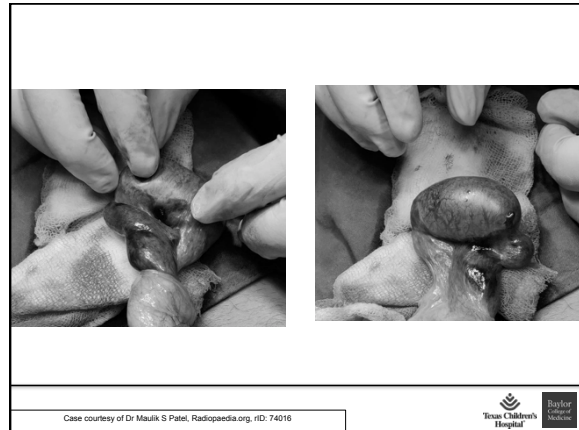 Case courtesy of Dr Maulik S Patel, Radiopaedia.org, rID: 74016
Texas Children's
Hospital
Baylor
College of
Medicine